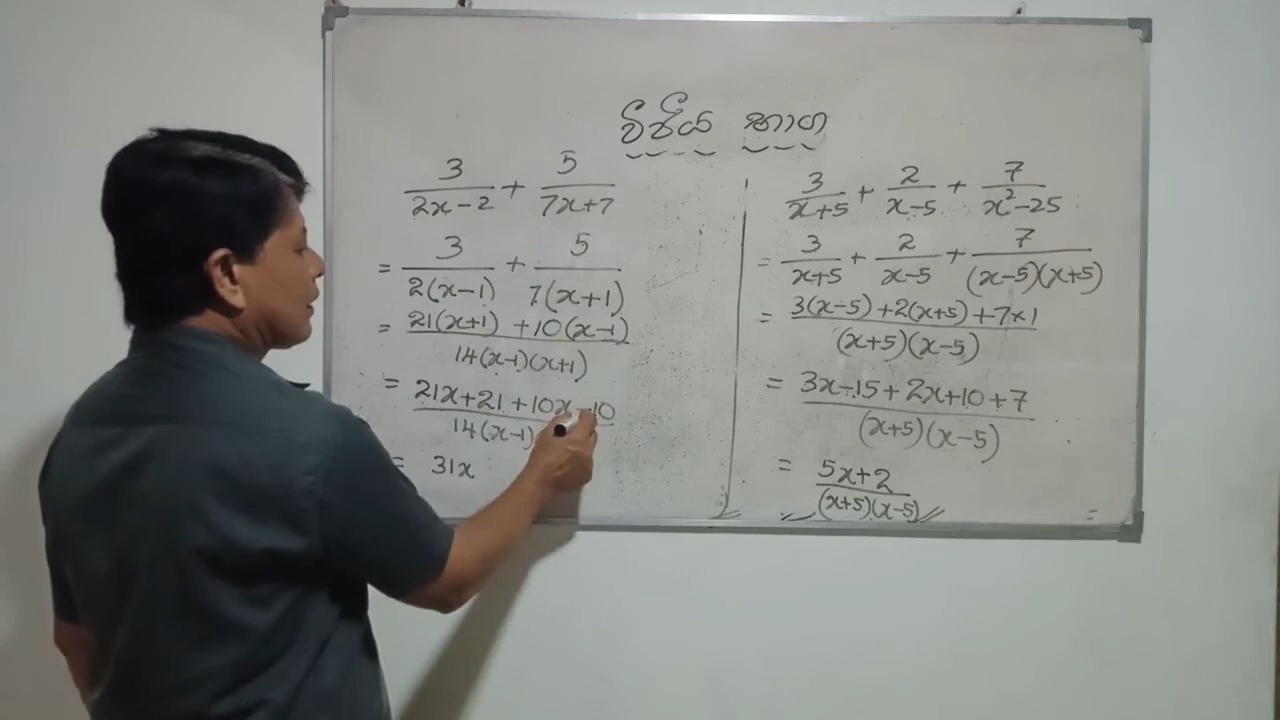 වීජීය භාග
3/(2x-2) + 5/(7x+7)
= 3/(2(x-1)) + 5/(7(x+1))
= (21(x+1) + 10(x-1))/(14(x-1)(x+1))
= (21x+21+10x-10)/(14(x-1)
= 31x
3/(x+5) + 2/(x-5) + 7/(x²-25)
= 3/(x+5) + 2/(x-5) + 7/((x-5)(x+5))
= (3(x-5)+2(x+5)+7×1)/((x+5)(x-5))
= (3x-15+2x+10+7)/((x+5)(x-5))
= (5x+2)/((x+5)(x-5))